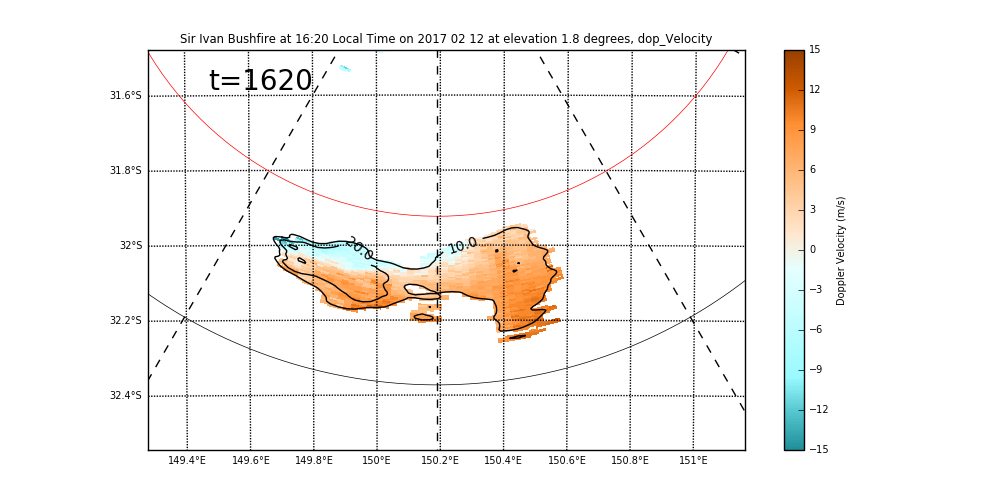 Sir Ivan Bushfire at 16:20 Local Time on 2017 02 12 at elevation 1.8 degrees, dop_Velocity
t=1620
31.6°S
31.8°S
32°S
32.2°S
32.4°S
20.0
10.0
149.4°E 149.6°E 149.8°E 150°E 150.2°E 150.4°E 150.6°E 150.8°E 151°E
15
12
9
6
3
0
−3
−6
−9
−12
−15
Doppler Velocity (m/s)